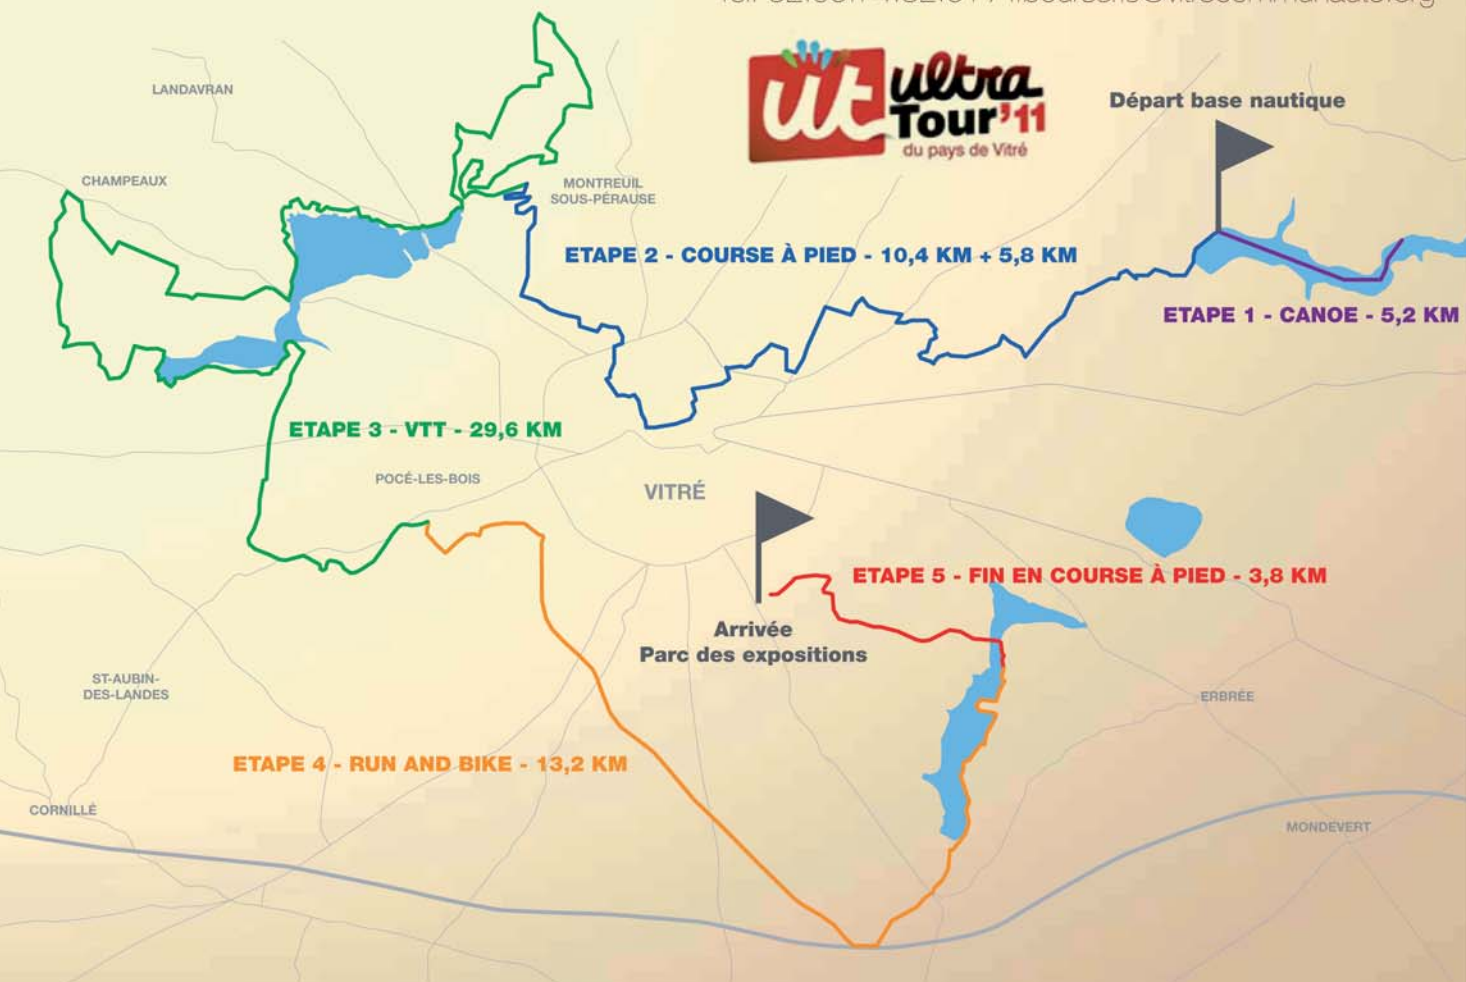 ut ultra
Tour'11
du pays de Vitré
Départ base nautique
LANDAVRAN
CHAMPEAUX
MONTREUIL
SOUS-PÉRAUSE
ETAPE 2 - COURSE À PIED - 10,4 KM + 5,8 KM
ETAPE 1 - CANOE - 5,2 KM
ETAPE 3 - VTT - 29,6 KM
POCÉ-LES-BOIS
VITRÉ
ETAPE 5 - FIN EN COURSE À PIED - 3,8 KM
Arrivée
Parc des expositions
ST-AUBIN-
DES-LANDES
ERBRÉE
ETAPE 4 - RUN AND BIKE - 13,2 KM
CORNILLÉ
MONDEVERT